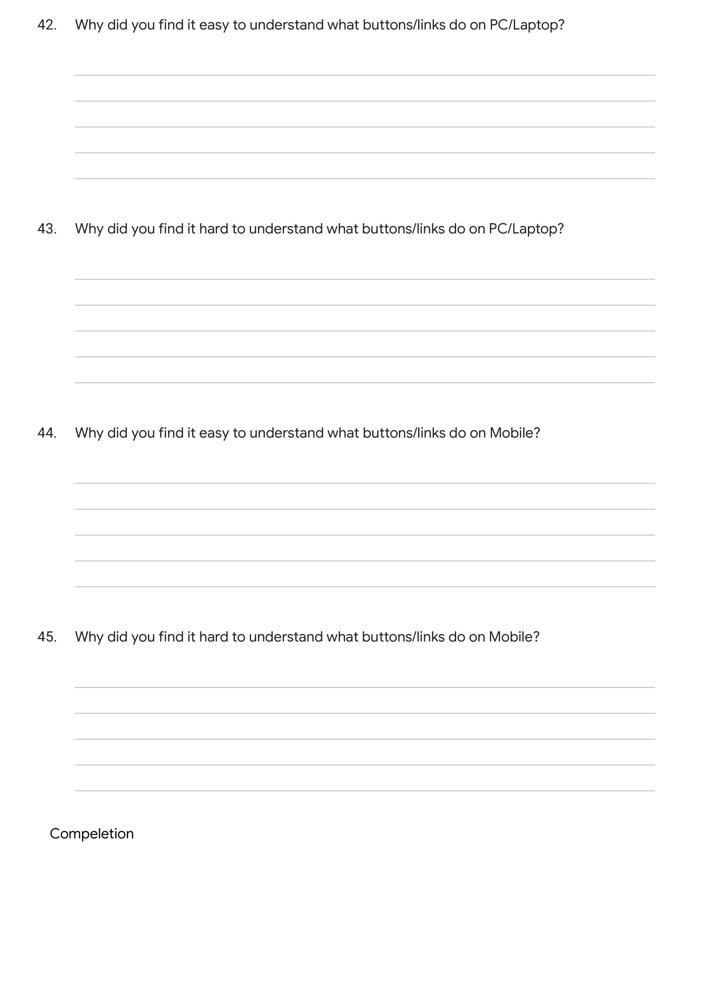 42. Why did you find it easy to understand what buttons/links do on PC/Laptop?
43. Why did you find it hard to understand what buttons/links do on PC/Laptop?
44. Why did you find it easy to understand what buttons/links do on Mobile?
45. Why did you find it hard to understand what buttons/links do on Mobile?
Compeletion